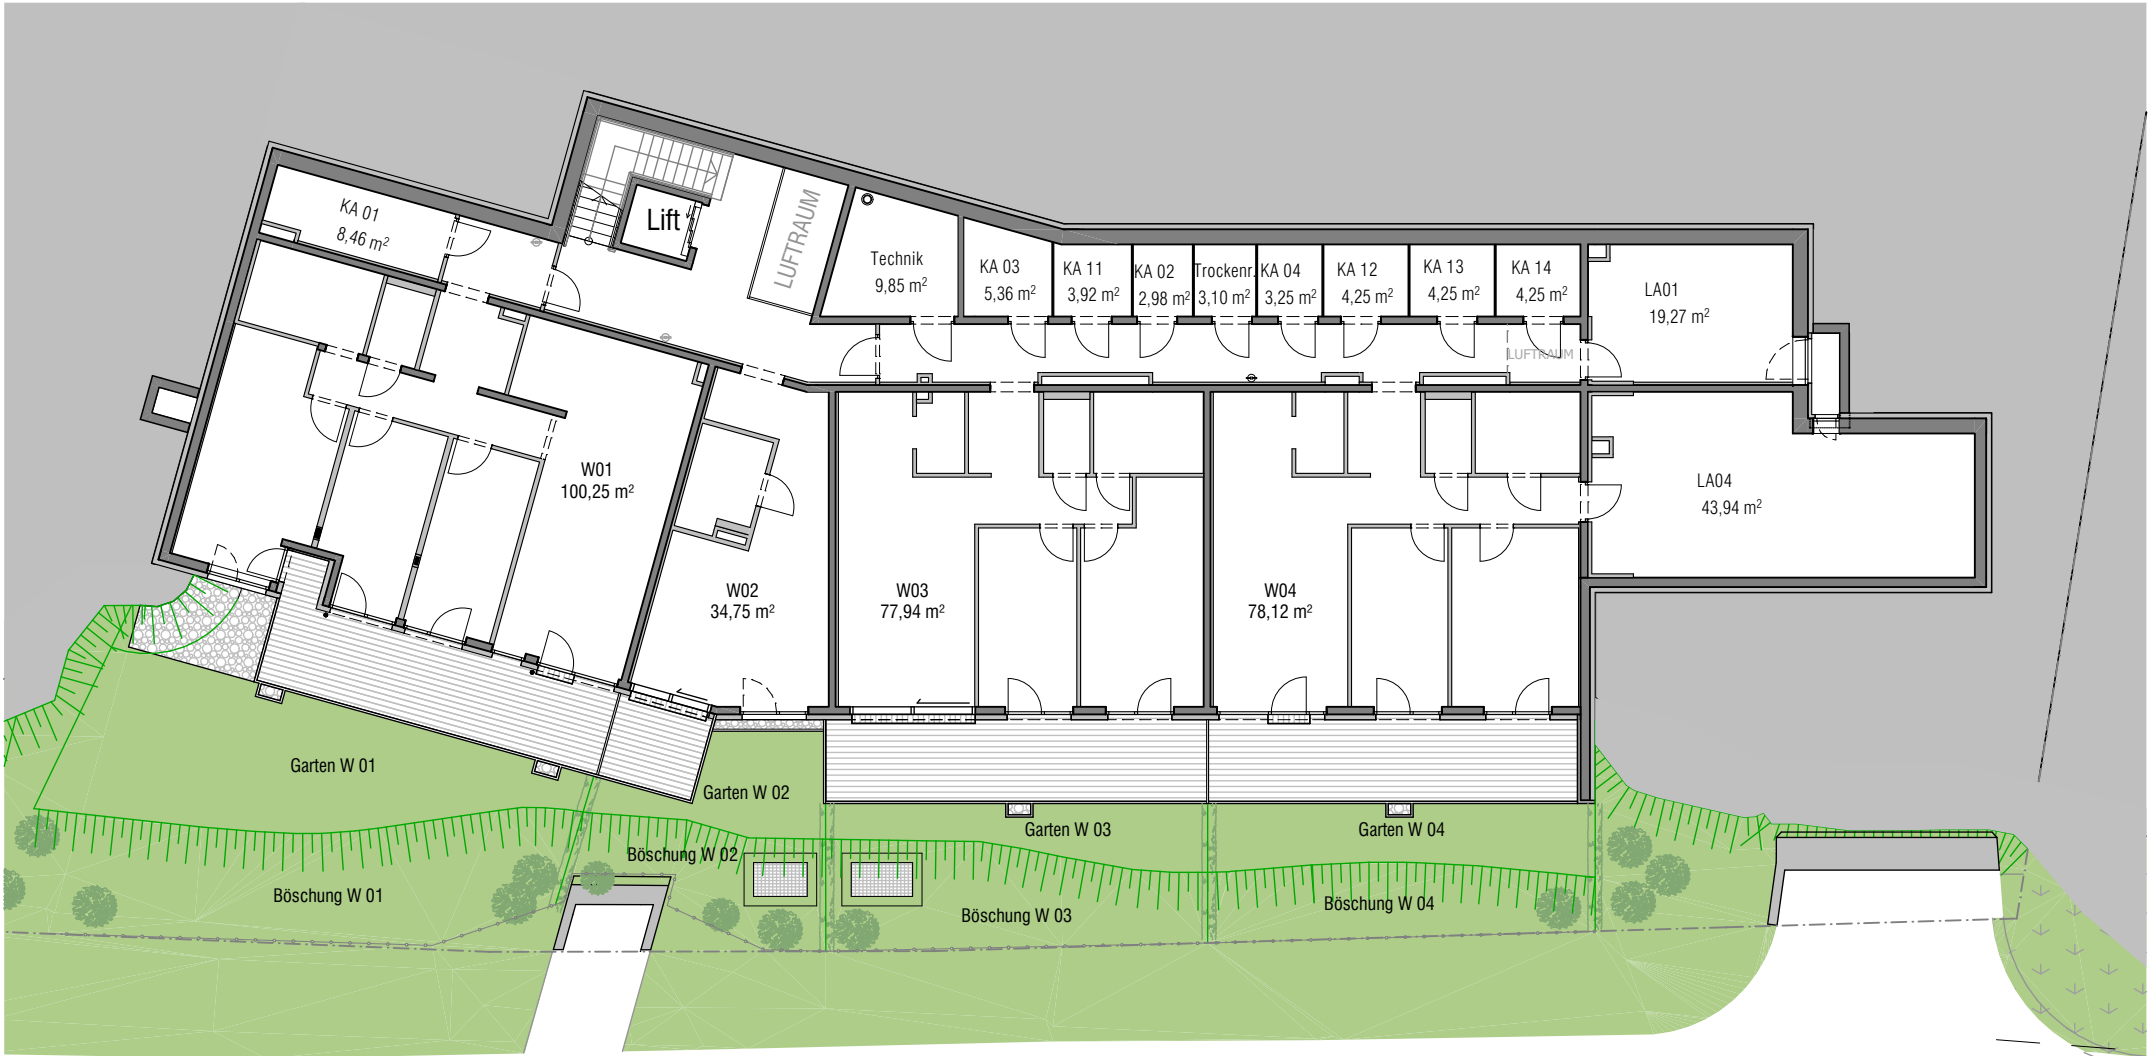 Lift
LUFTRAUM
KA 01
8,46 m²
Technik
9,85 m²
KA 03
5,36 m²
KA 11
3,92 m²
KA 02
2,98 m²
Trockenr.
3,10 m²
KA 04
3,25 m²
KA 12
4,25 m²
KA 13
4,25 m²
KA 14
4,25 m²
LA01
19,27 m²
LUFTRAUM
W01
100,25 m²
LA04
43,94 m²
W02
34,75 m²
W03
77,94 m²
W04
78,12 m²
Garten W 01
Garten W 02
Garten W 03
Garten W 04
Böschung W 02
Böschung W 01
Böschung W 03
Böschung W 04